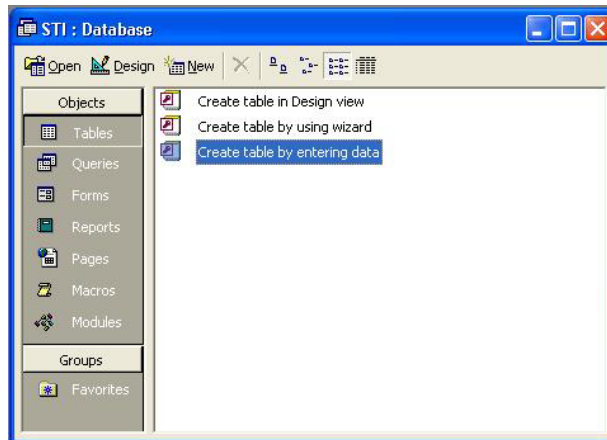 STI : Database
Open Design New
Objects
Tables
Queries
Forms
Reports
Pages
Macros
Modules
Groups
Favorites
Create table in Design view
Create table by using wizard
Create table by entering data